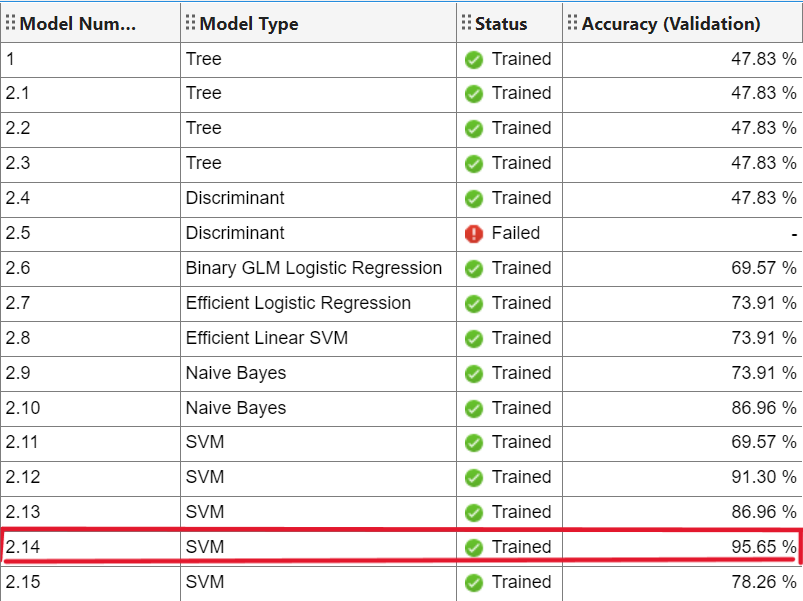 Model Num... Model Type Status Accuracy (Validation)
1 Tree Trained 47.83 %
2.1 Tree Trained 47.83 %
2.2 Tree Trained 47.83 %
2.3 Tree Trained 47.83 %
2.4 Discriminant Trained 47.83 %
2.5 Discriminant Failed -
2.6 Binary GLM Logistic Regression Trained 69.57 %
2.7 Efficient Logistic Regression Trained 73.91 %
2.8 Efficient Linear SVM Trained 73.91 %
2.9 Naive Bayes Trained 73.91 %
2.10 Naive Bayes Trained 86.96 %
2.11 SVM Trained 69.57 %
2.12 SVM Trained 91.30 %
2.13 SVM Trained 86.96 %
2.14 SVM Trained 95.65 %
2.15 SVM Trained 78.26 %